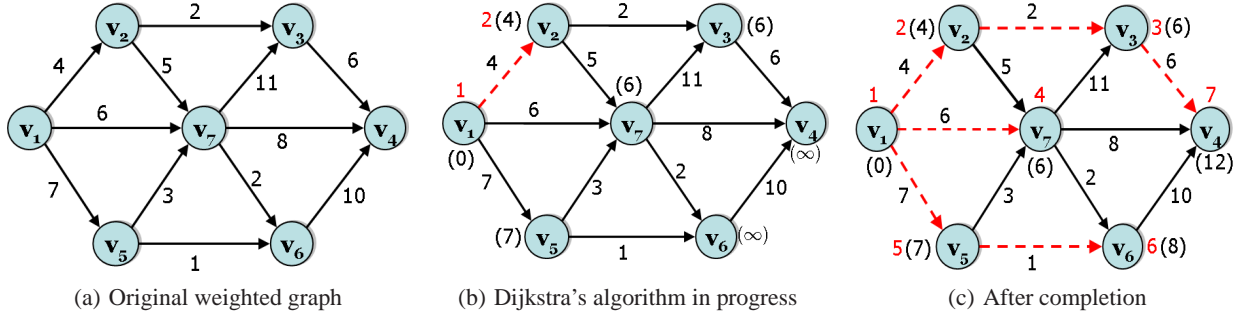 2
v₂
v₃
4
5
11
6
v₁
6
v₇
8
v₄
7
3
2
10
v₅
1
v₆
(a) Original weighted graph
2
2 (4)
v₂
v₃
(6)
4
5
11
6
1
(6)
v₁
6
v₇
8
v₄
(0)
(∞)
7
3
2
10
(7)
v₅
1
v₆
(∞)
(b) Dijkstra's algorithm in progress
2
2 (4)
v₂
v₃
3 (6)
4
5
11
6
1
4
7
v₁
6
v₇
8
v₄
(0)
(6)
(12)
7
3
2
10
5 (7)
v₅
1
v₆
6 (8)
(c) After completion